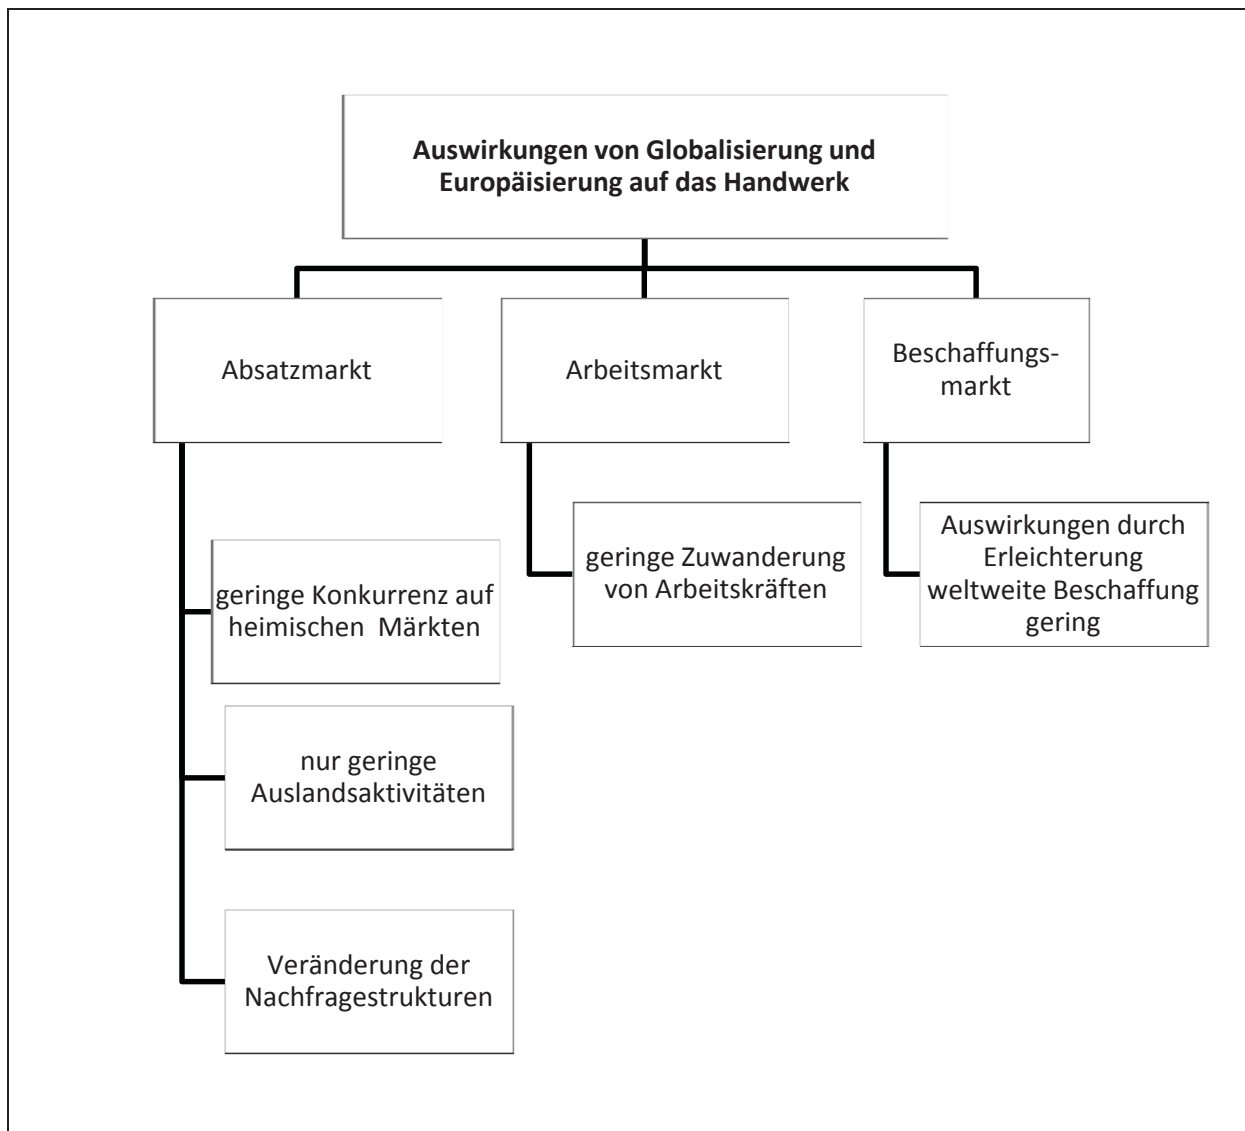 Auswirkungen von Globalisierung und
Europäisierung auf das Handwerk
Absatzmarkt
Arbeitsmarkt
Beschaffungs-
markt
geringe Konkurrenz auf
heimischen Märkten
nur geringe
Auslandsaktivitäten
Veränderung der
Nachfragestrukturen
geringe Zuwanderung
von Arbeitskräften
Auswirkungen durch
Erleichterung
weltweite Beschaffung
gering